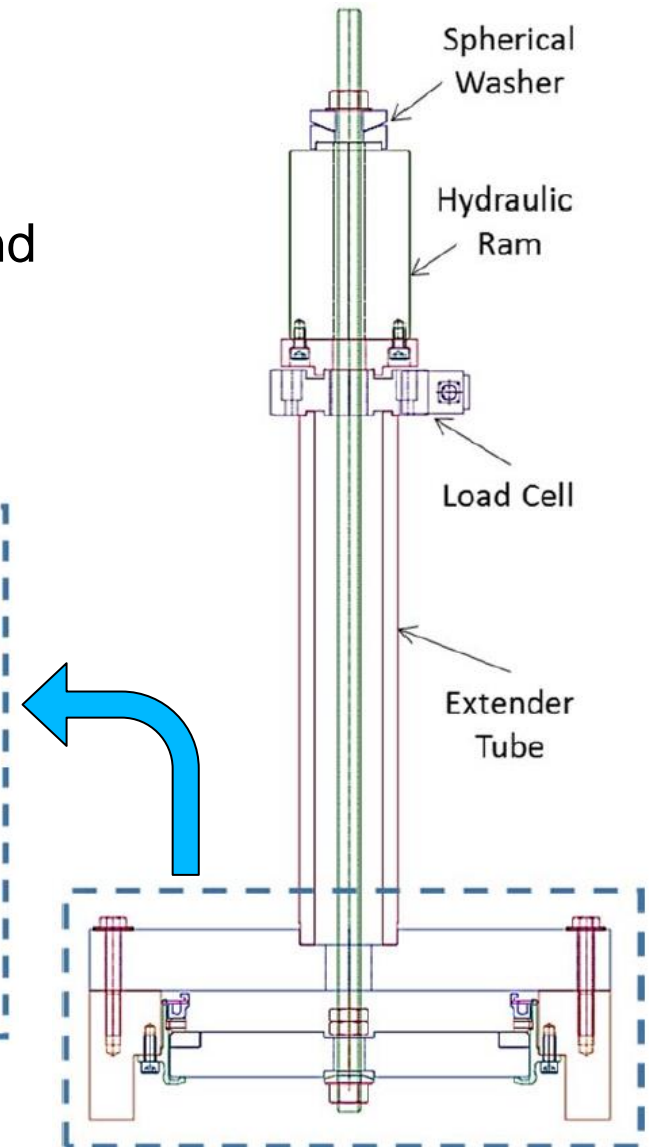 Spherical
Washer
Hydraulic
Ram
Load Cell
Extender
Tube